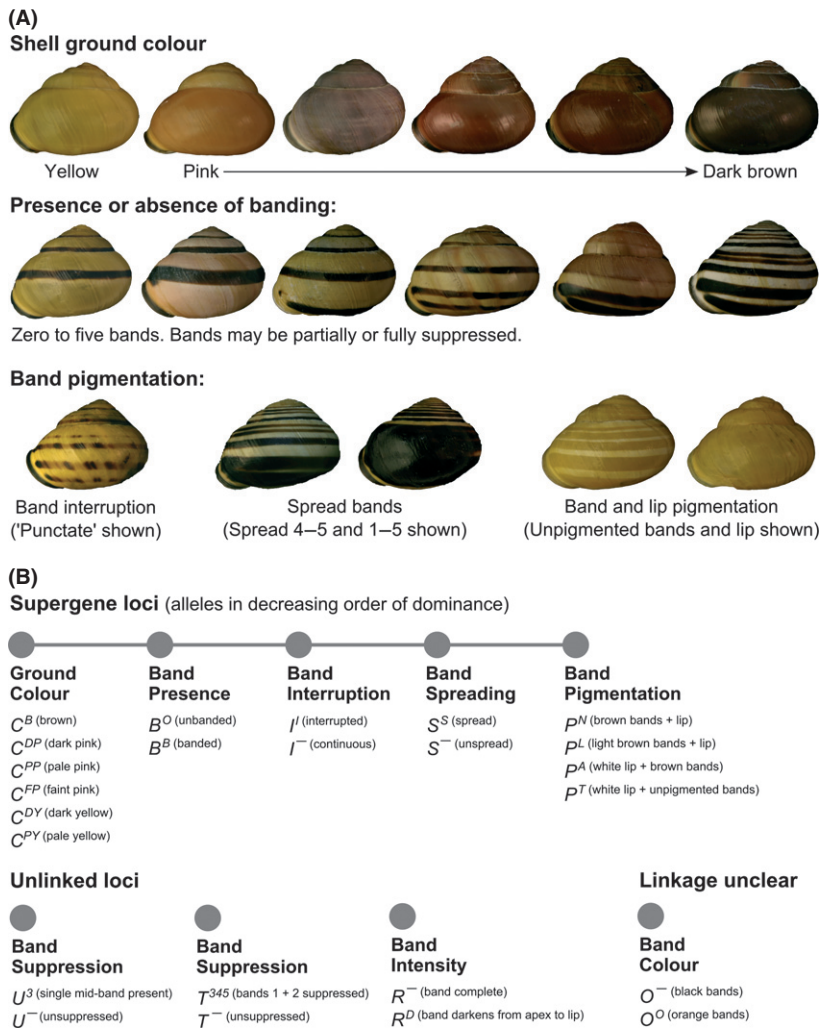 (A)
Shell ground colour
Yellow
Pink
Dark brown
Presence or absence of banding:
Zero to five bands. Bands may be partially or fully suppressed.
Band pigmentation:
Band interruption
('Punctate' shown)
Spread bands
(Spread 4–5 and 1–5 shown)
Band and lip pigmentation
(Unpigmented bands and lip shown)
(B)
Supergene loci (alleles in decreasing order of dominance)
Ground
Colour
C^B (brown)
C^DP (dark pink)
C^PP (pale pink)
C^FP (faint pink)
C^DY (dark yellow)
C^PY (pale yellow)
Band
Presence
B^O (unbanded)
B^B (banded)
Band
Interruption
I^I (interrupted)
I^— (continuous)
Band
Spreading
S^S (spread)
S^— (unspread)
Band
Pigmentation
P^N (brown bands + lip)
P^L (light brown bands + lip)
P^A (white lip + brown bands)
P^T (white lip + unpigmented bands)
Unlinked loci
Linkage unclear
Band
Suppression
U^3 (single mid-band present)
U^— (unsuppressed)
Band
Suppression
T^345 (bands 1 + 2 suppressed)
T^— (unsuppressed)
Band
Intensity
R^— (band complete)
R^D (band darkens from apex to lip)
Band
Colour
O^— (black bands)
O^O (orange bands)